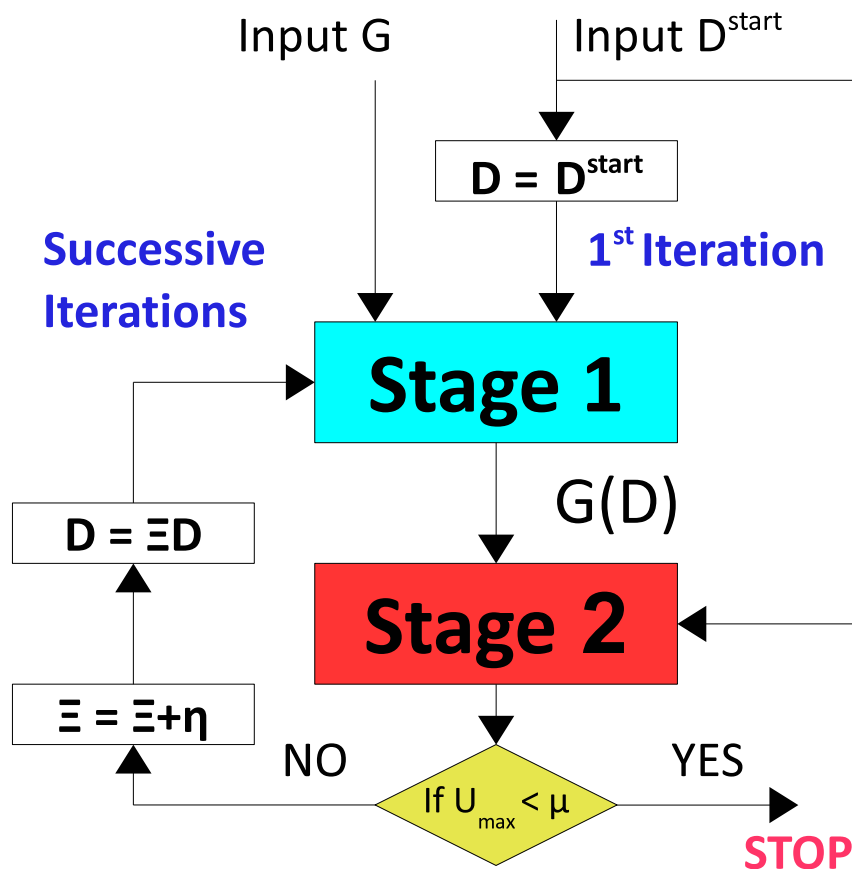 Input G
Input D^start
D = D^start
Successive
Iterations
1^st Iteration
Stage 1
G(D)
D = ΞD
Stage 2
Ξ = Ξ+η
NO
YES
If U_max < μ
STOP